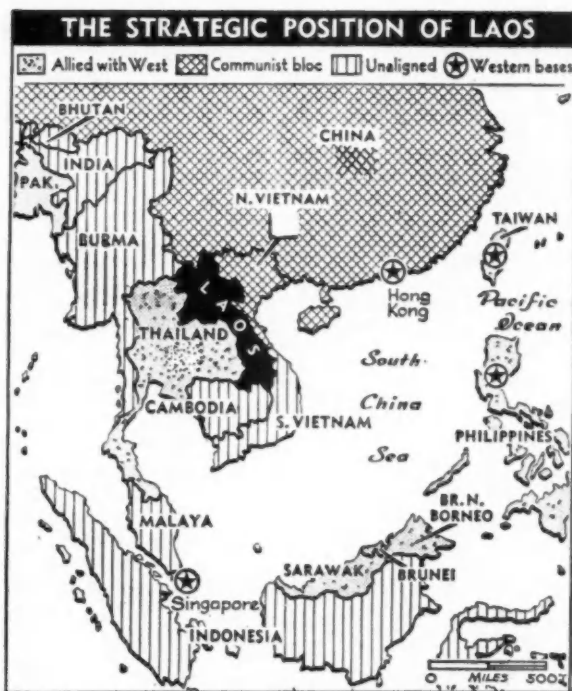 THE STRATEGIC POSITION OF LAOS
Allied with West Communist bloc Unaligned Western bases
BHUTAN
CHINA
INDIA
PAK.
N. VIETNAM
TAIWAN
BURMA
Hong
Kong
Pacific
Ocean
LAOS
THAILAND
South
China
Sea
CAMBODIA
S. VIETNAM
PHILIPPINES
BR. N.
BORNEO
MALAYA
SARAWAK
BRUNEI
Singapore
INDONESIA
0 MILES 500